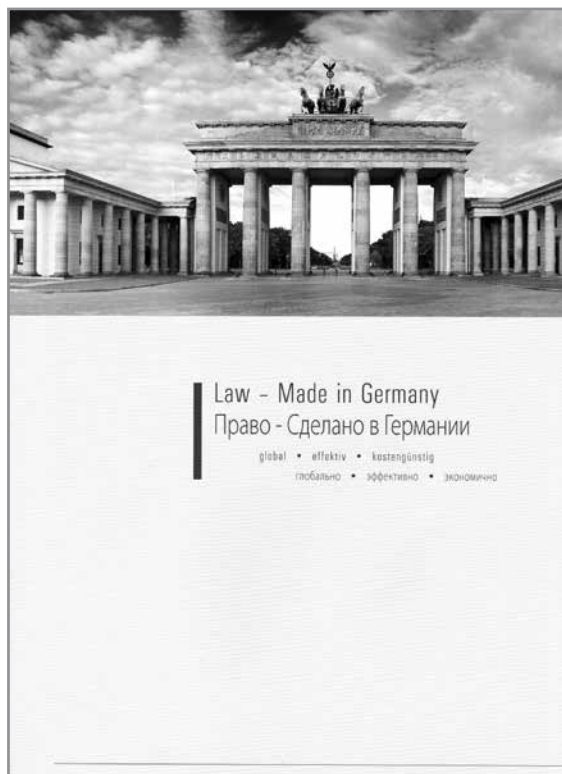 Law - Made in Germany
Право - Сделано в Германии
global • effektiv • kostengünstig
глобально • эффективно • экономично